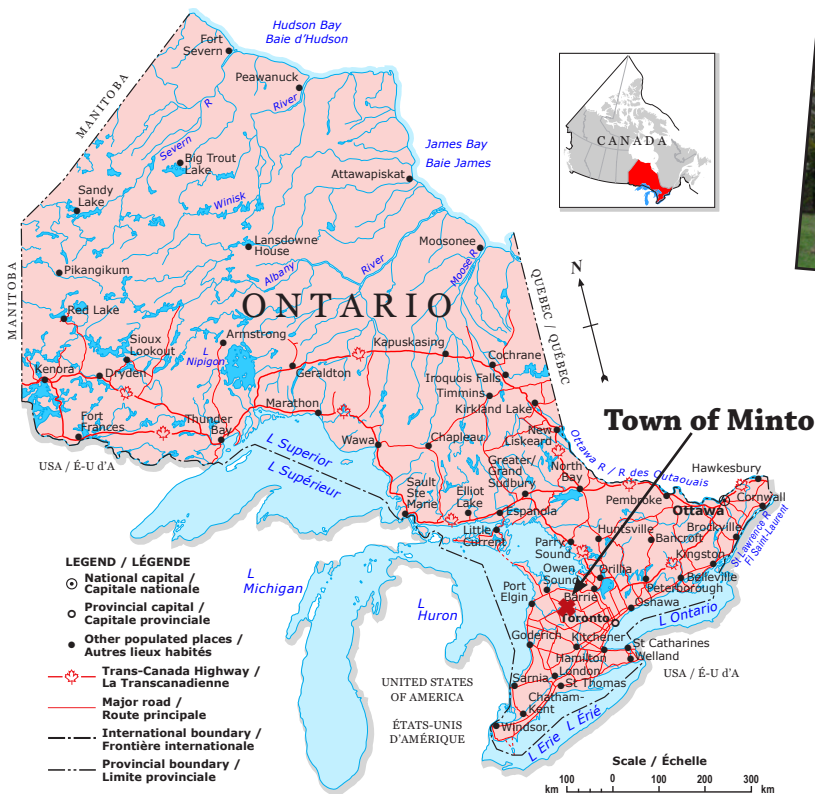 Hudson Bay
Baie d'Hudson
Fort
Severn
Peawanuck
MANITOBA
Severn
R
River
Big Trout
Lake
James Bay
Baie James
CANADA
Attawapiskat
Sandy
Lake
Winisk
Lansdowne
House
Moosonee
Pikangikum
Albany
River
Moose R
MANITOBA
QUEBEC / QUÉBEC
N
ONTARIO
Red Lake
Armstrong
Sioux
Lookout
L
Nipigon
Kapuskasing
Cochrane
Kenora
Dryden
Geraldton
Iroquois Falls
Timmins
Marathon
Kirkland Lake
Fort
Frances
Thunder
Bay
Wawa
Chapleau
New
Liskeard
Town of Minto
L Superior
L Supérieur
Ottawa R / R des Outaouais
USA / É-U d'A
Greater/
Grand
Sudbury
North
Bay
Hawkesbury
Sault
Ste
Marie
Elliot
Lake
Espanola
Pembroke
Ottawa
Cornwall
Little
Current
Huntsville
Brockville
Parry
Sound
Bancroft
St Lawrence R
Fl Saint-Laurent
Kingston
Owen
Sound
Orillia
Belleville
Port
Elgin
Barrie
Peterborough
Oshawa
L
Michigan
L
Huron
Toronto
L Ontario
Goderich
Kitchener
St Catharines
Hamilton
Welland
London
USA / É-U d'A
Sarnia
St Thomas
UNITED STATES
OF AMERICA
Chatham-
Kent
ÉTATS-UNIS
D'AMÉRIQUE
Windsor
L Erie
L Érié
LEGEND / LÉGENDE
National capital /
Capitale nationale
Provincial capital /
Capitale provinciale
Other populated places /
Autres lieux habités
Trans-Canada Highway /
La Transcanadienne
Major road /
Route principale
International boundary /
Frontière internationale
Provincial boundary /
Limite provinciale
Scale / Échelle
100 0 100 200 300
km km